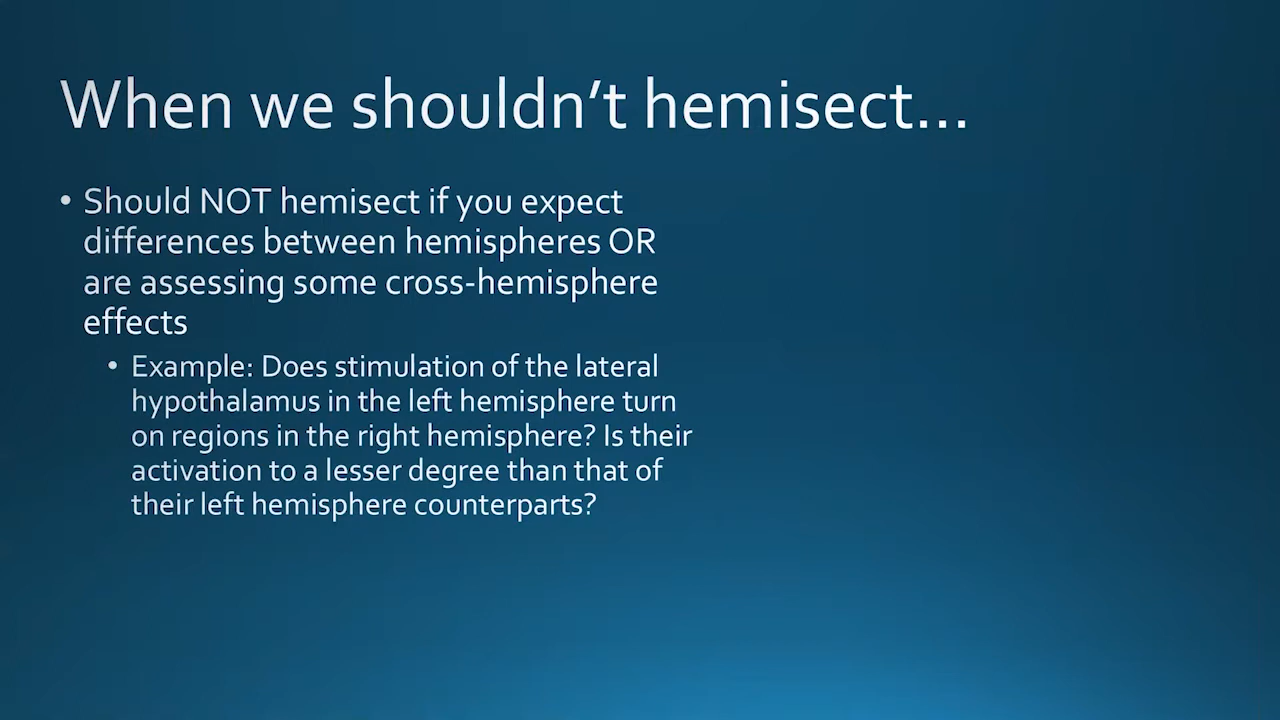 When we shouldn’t hemisect…
• Should NOT hemisect if you expect
differences between hemispheres OR
are assessing some cross-hemisphere
effects
• Example: Does stimulation of the lateral
hypothalamus in the left hemisphere turn
on regions in the right hemisphere? Is their
activation to a lesser degree than that of
their left hemisphere counterparts?